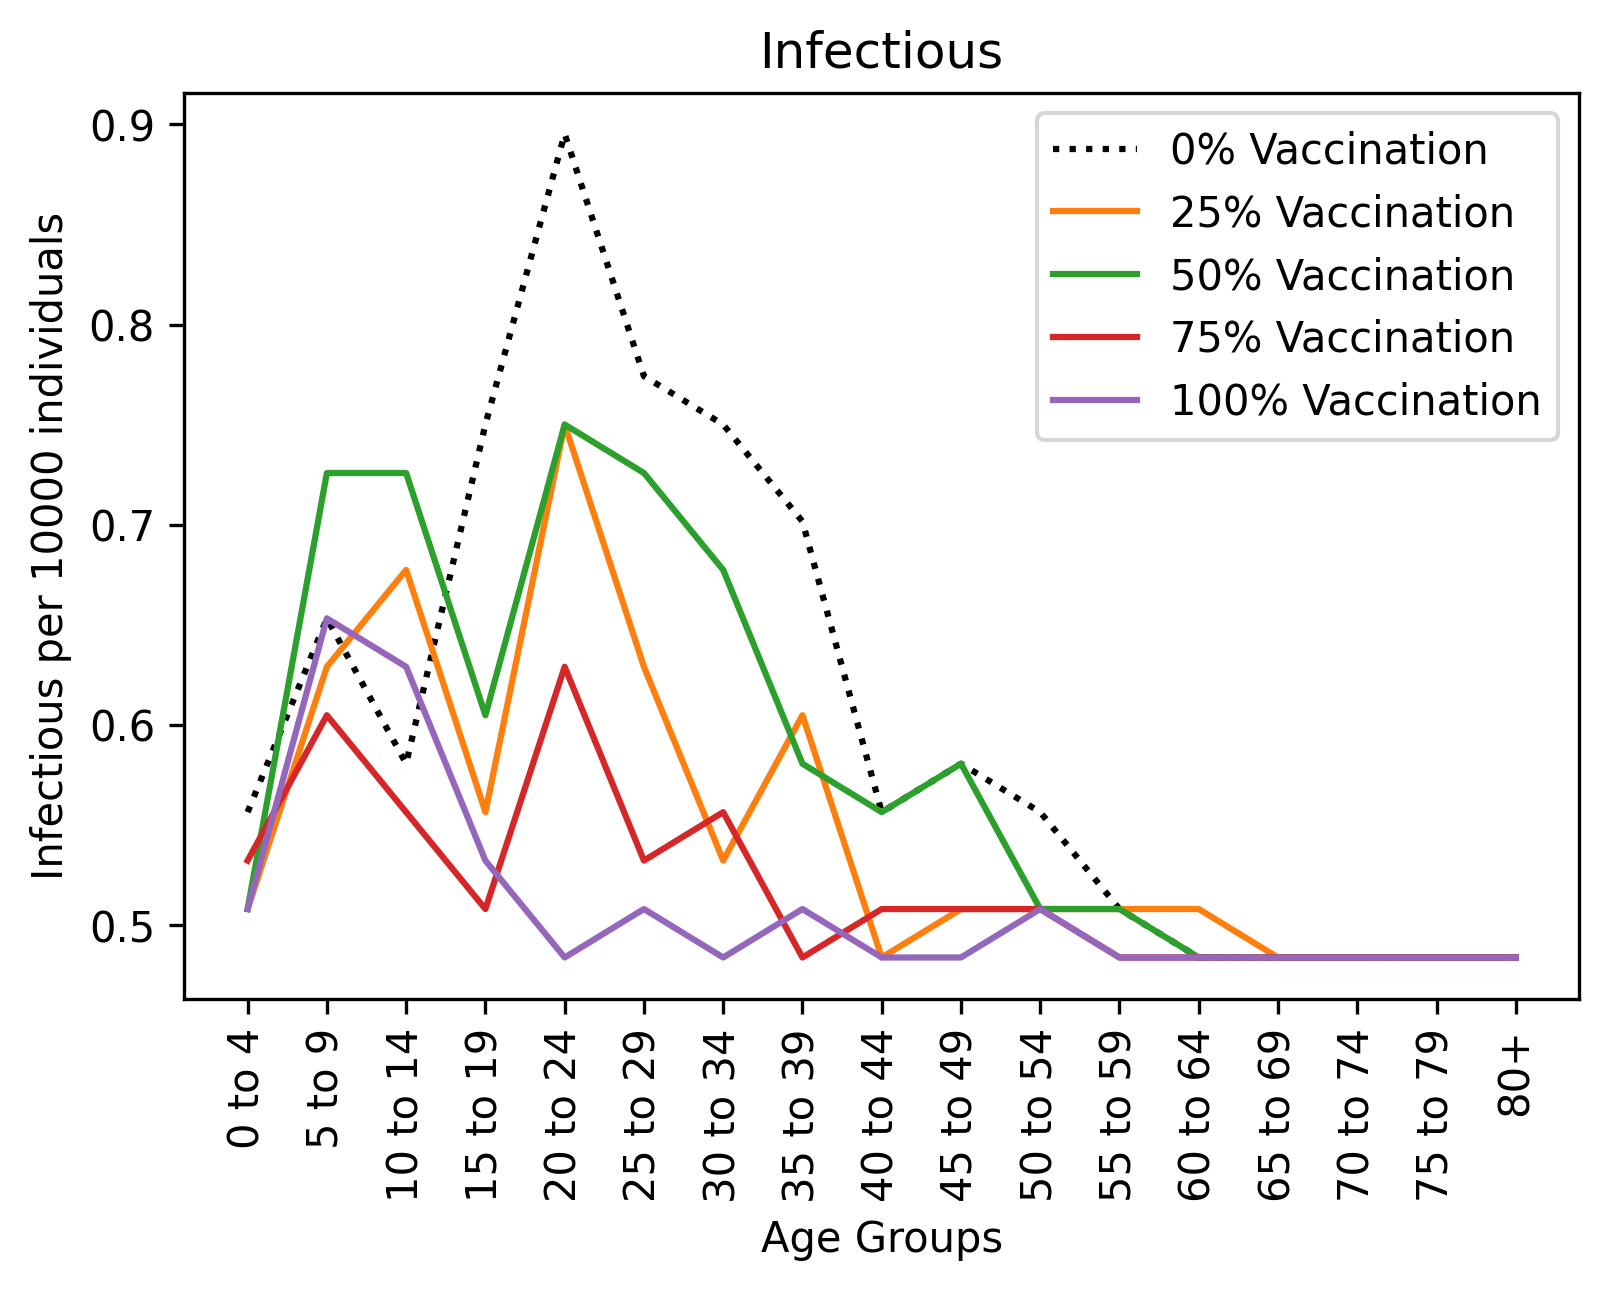 Infectious
Infectious per 10000 individuals
0.9
0.8
0.7
0.6
0.5
0% Vaccination
25% Vaccination
50% Vaccination
75% Vaccination
100% Vaccination
0 to 4
5 to 9
10 to 14
15 to 19
20 to 24
25 to 29
30 to 34
35 to 39
40 to 44
45 to 49
50 to 54
55 to 59
60 to 64
65 to 69
70 to 74
75 to 79
80+
Age Groups